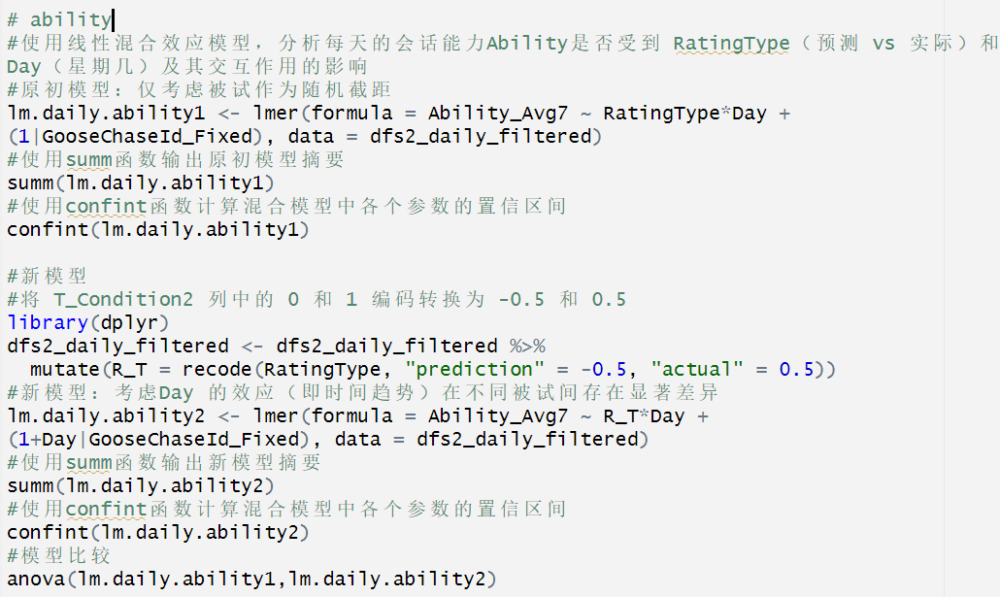 # ability
#使用线性混合效应模型，分析每天的会话能力Ability是否受到 RatingType（预测 vs 实际）和
Day（星期几）及其交互作用的影响
#原初模型：仅考虑被试作为随机截距
lm.daily.ability1 <- lmer(formula = Ability_Avg7 ~ RatingType*Day +
(1|GooseChaseId_Fixed), data = dfs2_daily_filtered)
#使用summ函数输出原初模型摘要
summ(lm.daily.ability1)
#使用confint函数计算混合模型中各个参数的置信区间
confint(lm.daily.ability1)
#新模型
#将 T_Condition2 列中的 0 和 1 编码转换为 -0.5 和 0.5
library(dplyr)
dfs2_daily_filtered <- dfs2_daily_filtered %>%
  mutate(R_T = recode(RatingType, "prediction" = -0.5, "actual" = 0.5))
#新模型：考虑Day 的效应（即时间趋势）在不同被试间存在显著差异
lm.daily.ability2 <- lmer(formula = Ability_Avg7 ~ R_T*Day +
(1+Day|GooseChaseId_Fixed), data = dfs2_daily_filtered)
#使用summ函数输出新模型摘要
summ(lm.daily.ability2)
#使用confint函数计算混合模型中各个参数的置信区间
confint(lm.daily.ability2)
#模型比较
anova(lm.daily.ability1,lm.daily.ability2)